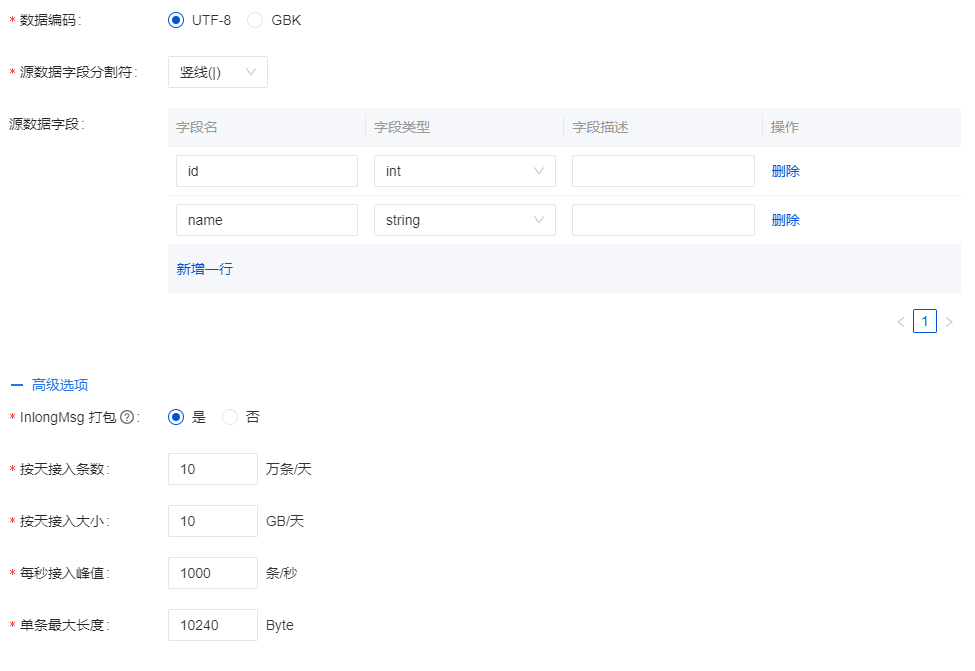 * 数据编码: UTF-8 GBK
* 源数据字段分割符: 竖线(|)
源数据字段: 字段名 字段类型 字段描述 操作
id int 删除
name string 删除
新增一行
< 1 >
高级选项
* InlongMsg 打包?: 是 否
* 按天接入条数: 10 万条/天
* 按天接入大小: 10 GB/天
* 每秒接入峰值: 1000 条/秒
* 单条最大长度: 10240 Byte